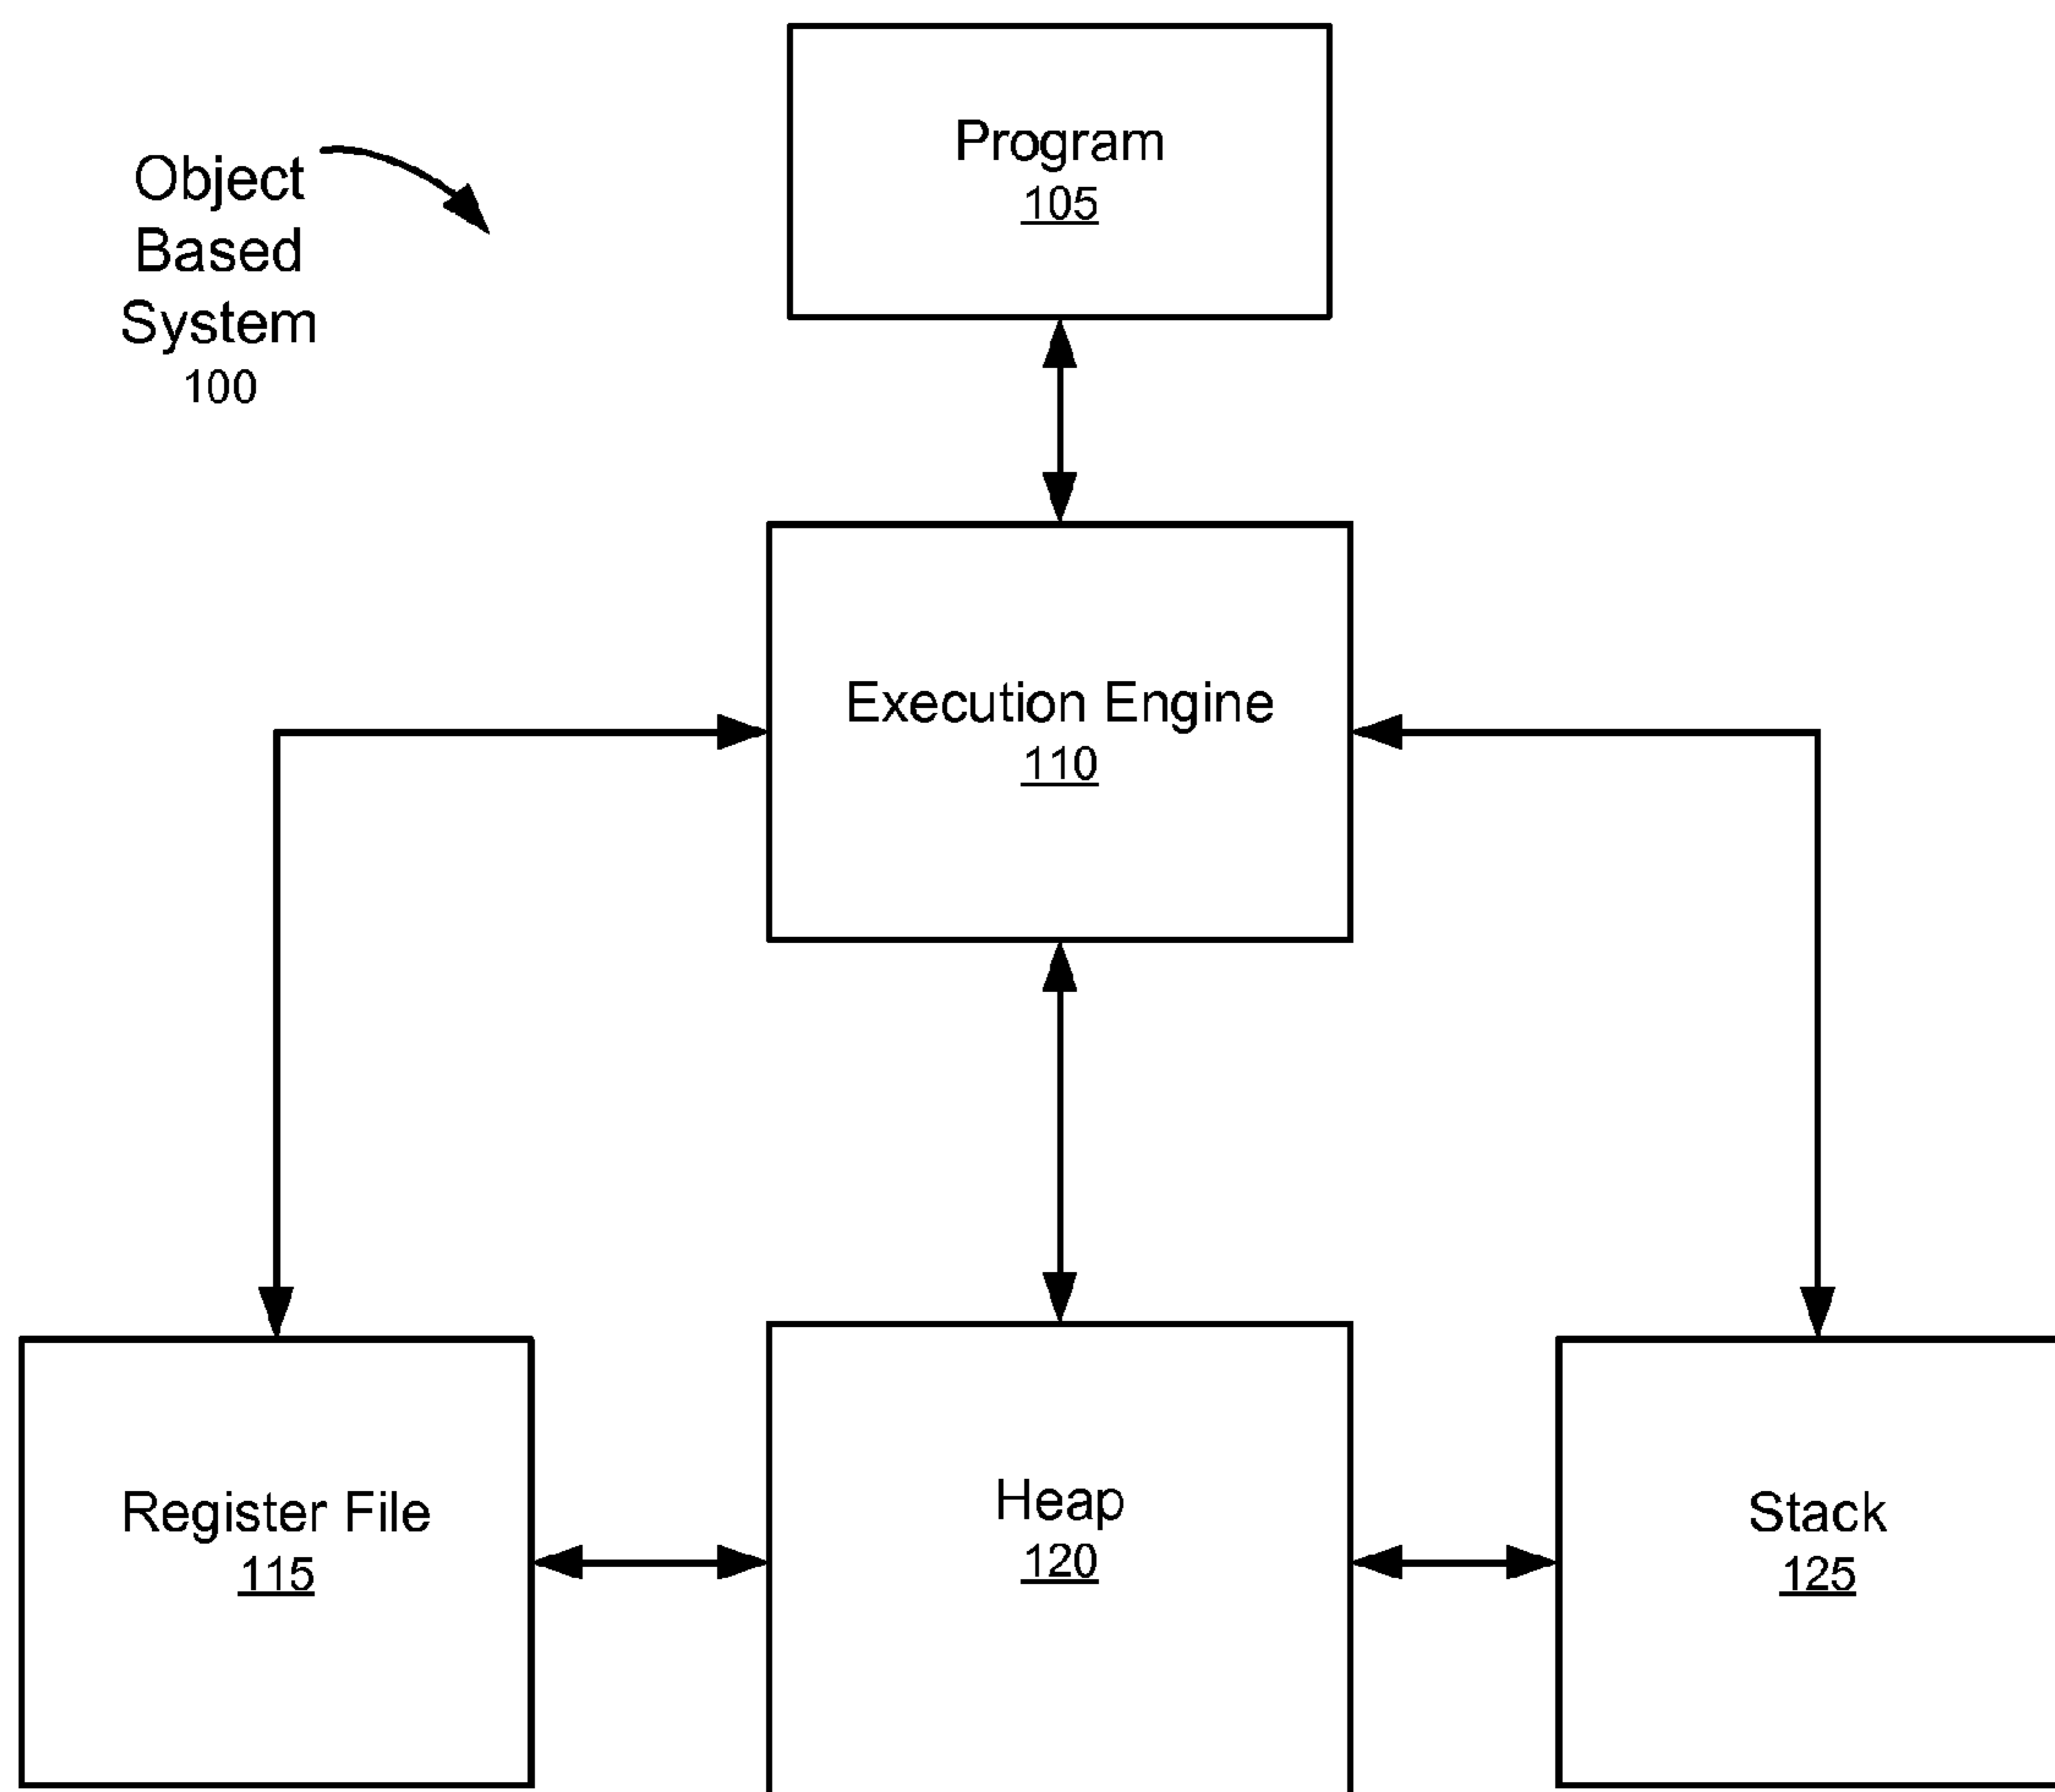 Object
Based
System
100
Program
105
Execution Engine
110
Register File
115
Heap
120
Stack
125